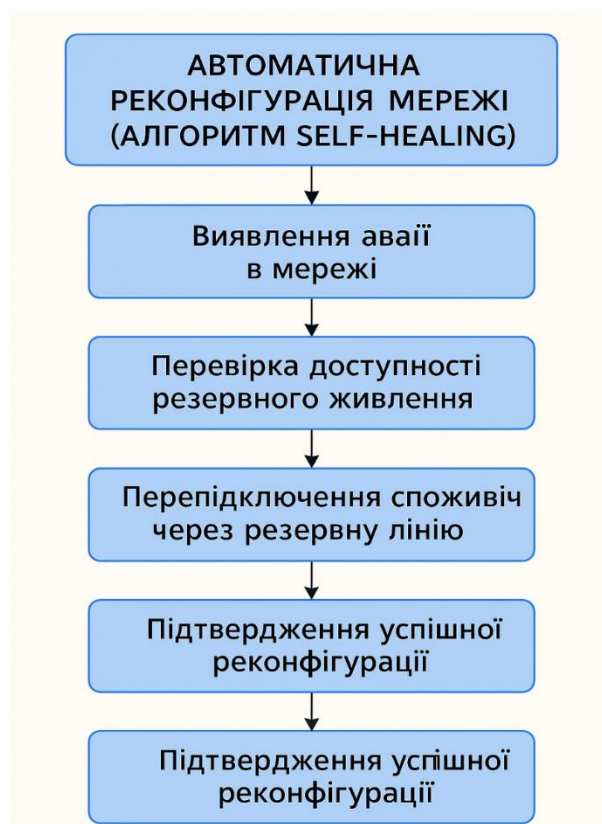 АВТОМАТИЧНА
РЕКОНФІГУРАЦІЯ МЕРЕЖІ
(АЛГОРИТМ SELF-HEALING)
Виявлення аваїї
в мережі
Перевірка доступності
резервного живлення
Перепідключення споживіч
через резервну лінію
Підтвердження успішної
реконфігурації
Підтвердження успішної
реконфігурації